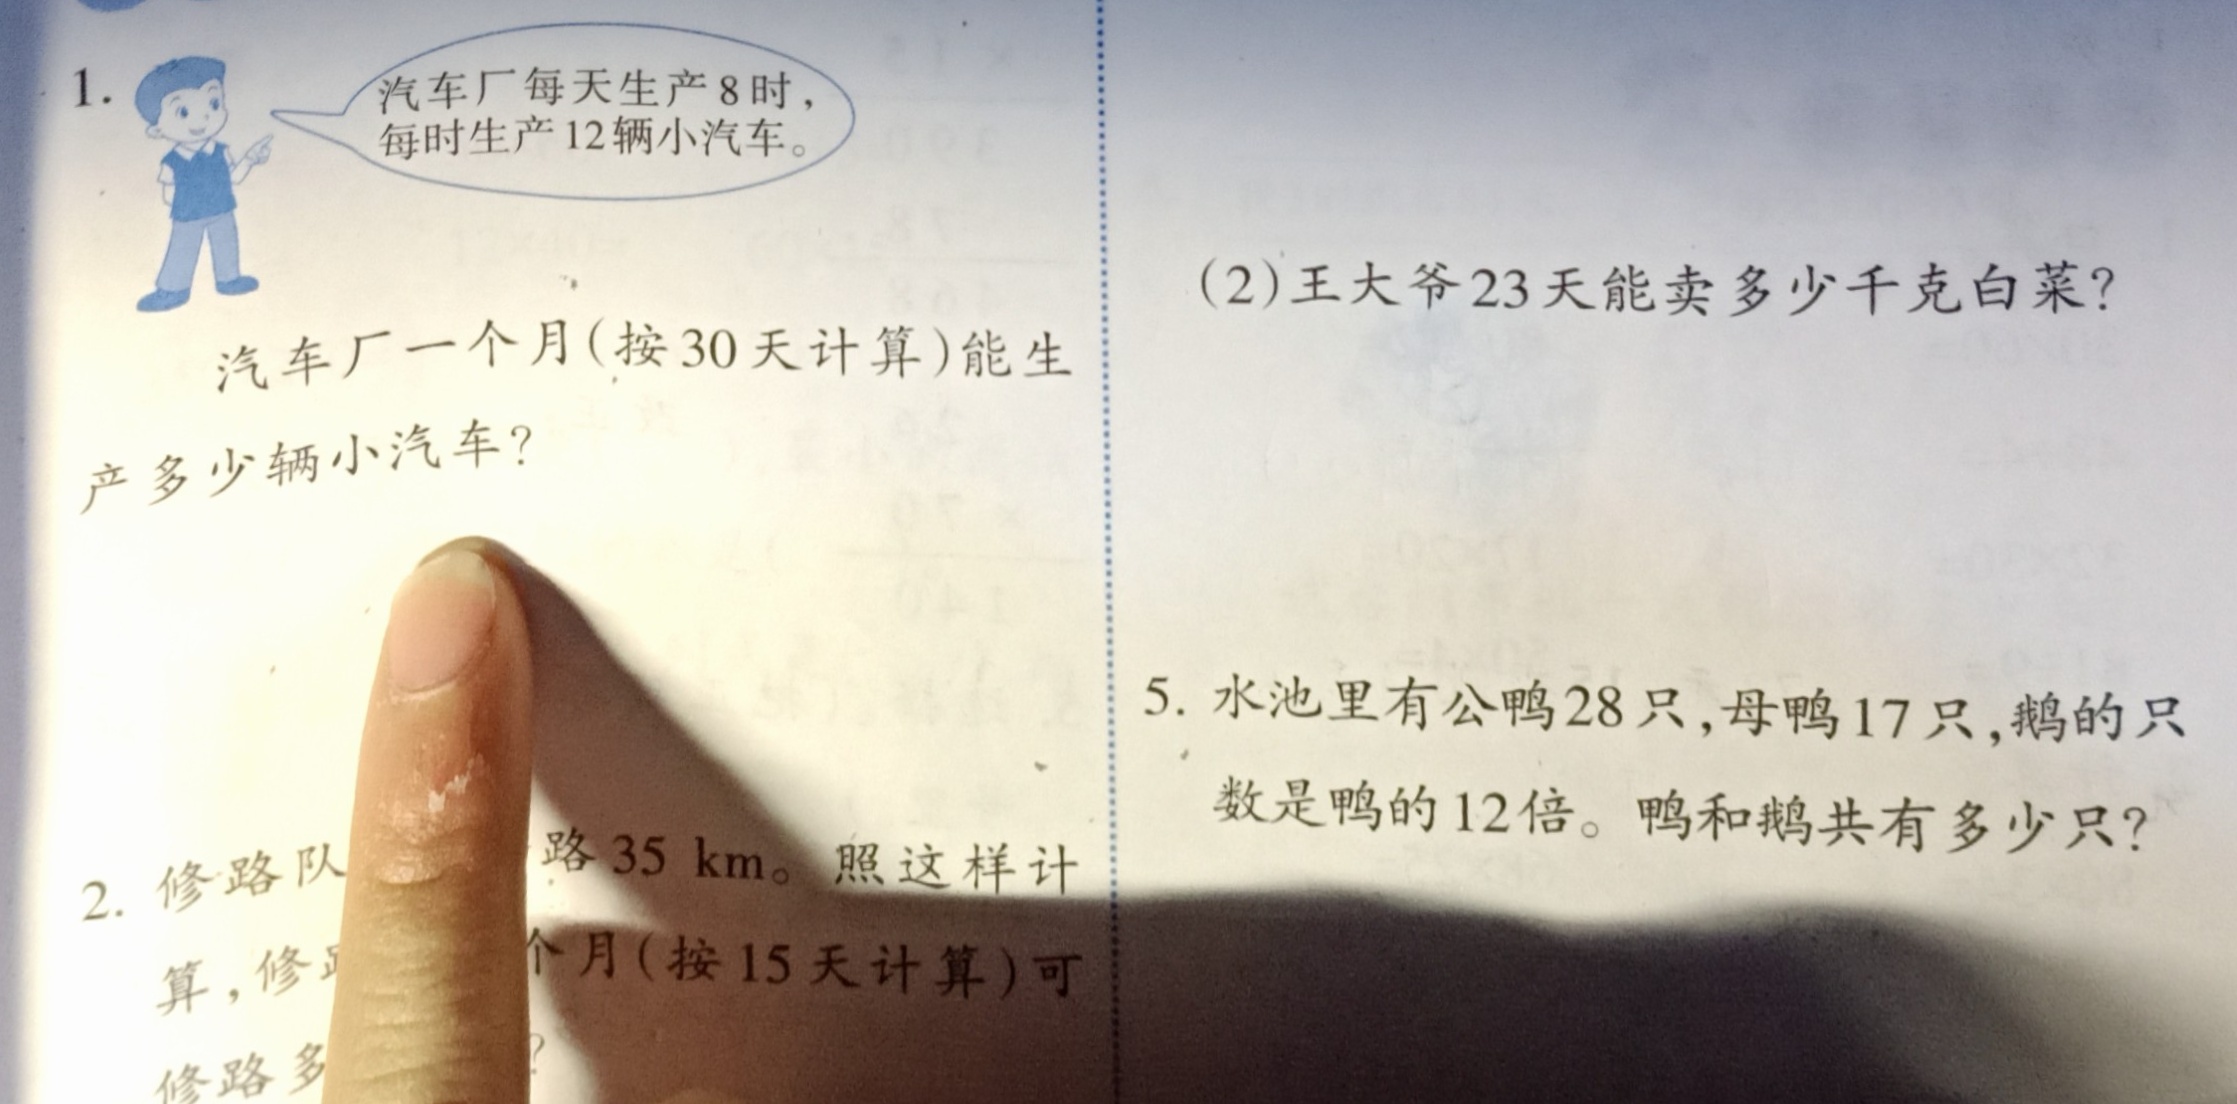 1.
汽车厂每天生产8时，
每时生产12辆小汽车。
汽车厂一个月(按30天计算)能生
产多少辆小汽车?
2. 修路队 路35 km。照这样计
算,修 个月(按15天计算)可
修路多 ?
(2)王大爷23天能卖多少千克白菜?
5. 水池里有公鸭28只,母鸭17只,鹅的只
数是鸭的12倍。鸭和鹅共有多少只?